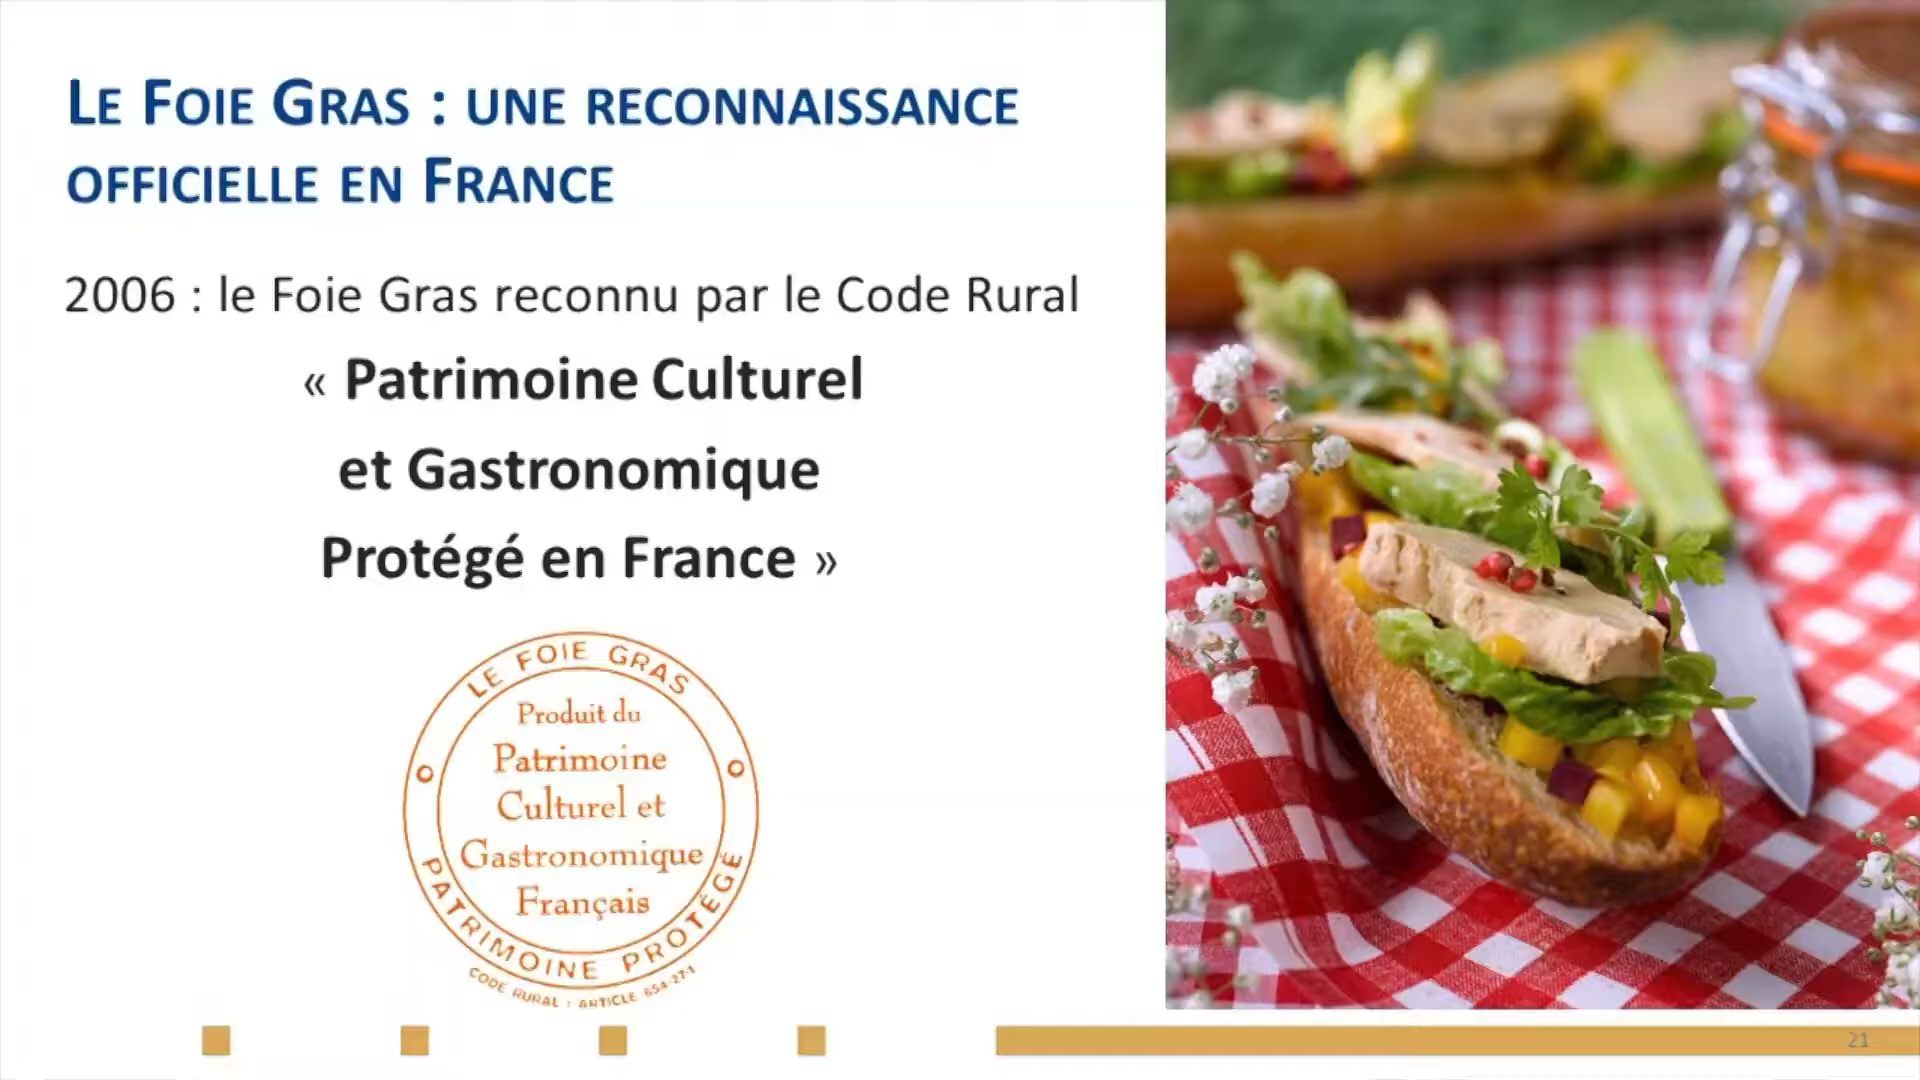 LE FOIE GRAS : UNE RECONNAISSANCE
OFFICIELLE EN FRANCE
2006 : le Foie Gras reconnu par le Code Rural
« Patrimoine Culturel
et Gastronomique
Protégé en France »
LE FOIE GRAS
Produit du
Patrimoine
Culturel et
Gastronomique
Français
PATRIMOINE PROTÉGÉ
CODE RURAL : ARTICLE 654-27-1
21